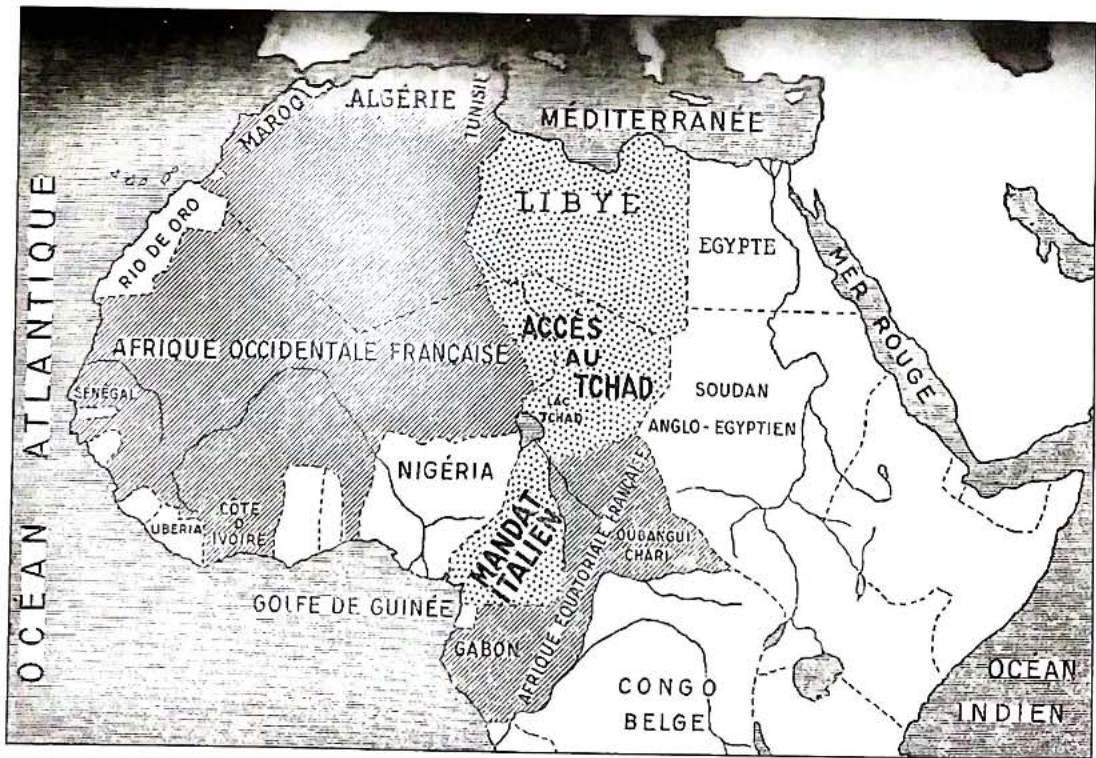 MAROC
ALGÉRIE
TUNISIE
MÉDITERRANÉE
OCÉAN ATLANTIQUE
RIO DE ORO
LIBYE
EGYPTE
MER ROUGE
AFRIQUE OCCIDENTALE FRANÇAISE
ACCÈS
AU
TCHAD
LAC
TCHAD
SÉNÉGAL
SOUDAN
ANGLO-EGYPTIEN
NIGÉRIA
LIBERIA
CÔTE
D
IVOIRE
MANDAT
ITALIEN
AFRIQUE EQUATORIALE FRANÇAISE
OUBANGUI
CHARI
GOLFE DE GUINÉE
GABON
CONGO
BELGE
OCÉAN
INDIEN